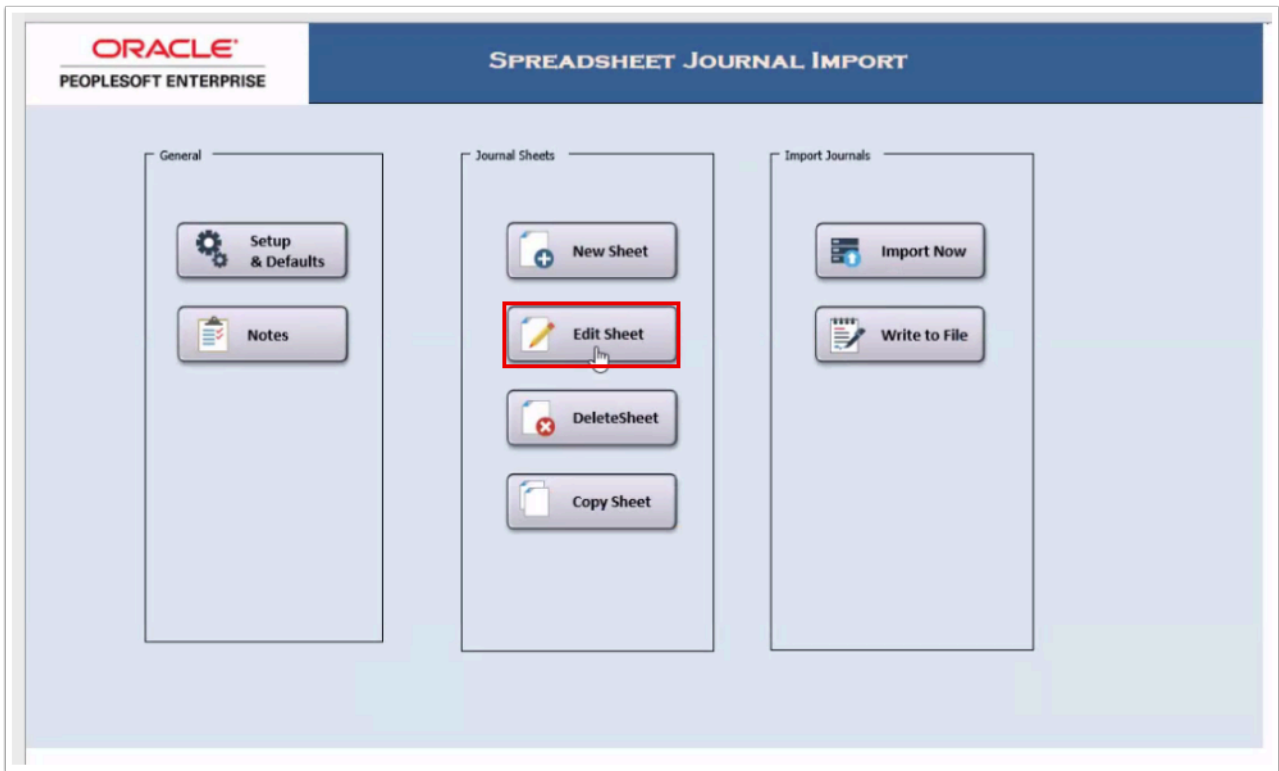 ORACLE
PEOPLESOFT ENTERPRISE
SPREADSHEET JOURNAL IMPORT
General
Setup
& Defaults
Notes
Journal Sheets
New Sheet
Edit Sheet
DeleteSheet
Copy Sheet
Import Journals
Import Now
Write to File